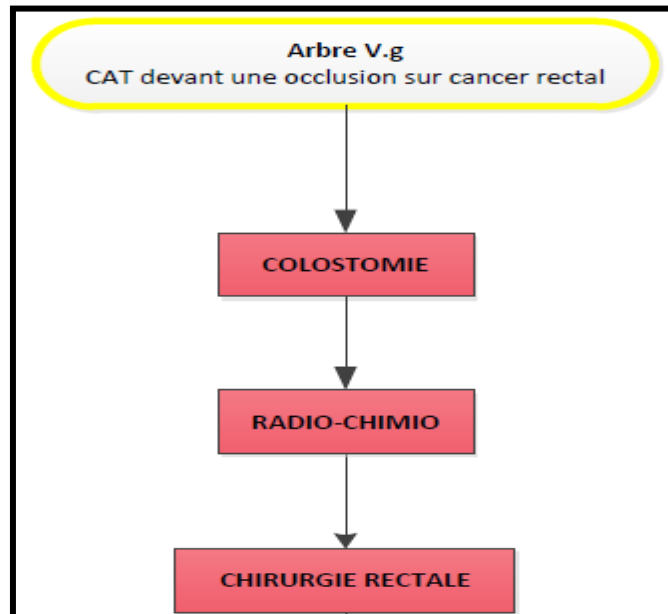 Arbre V.g
CAT devant une occlusion sur cancer rectal
COLOSTOMIE
RADIO-CHIMIO
CHIRURGIE RECTALE